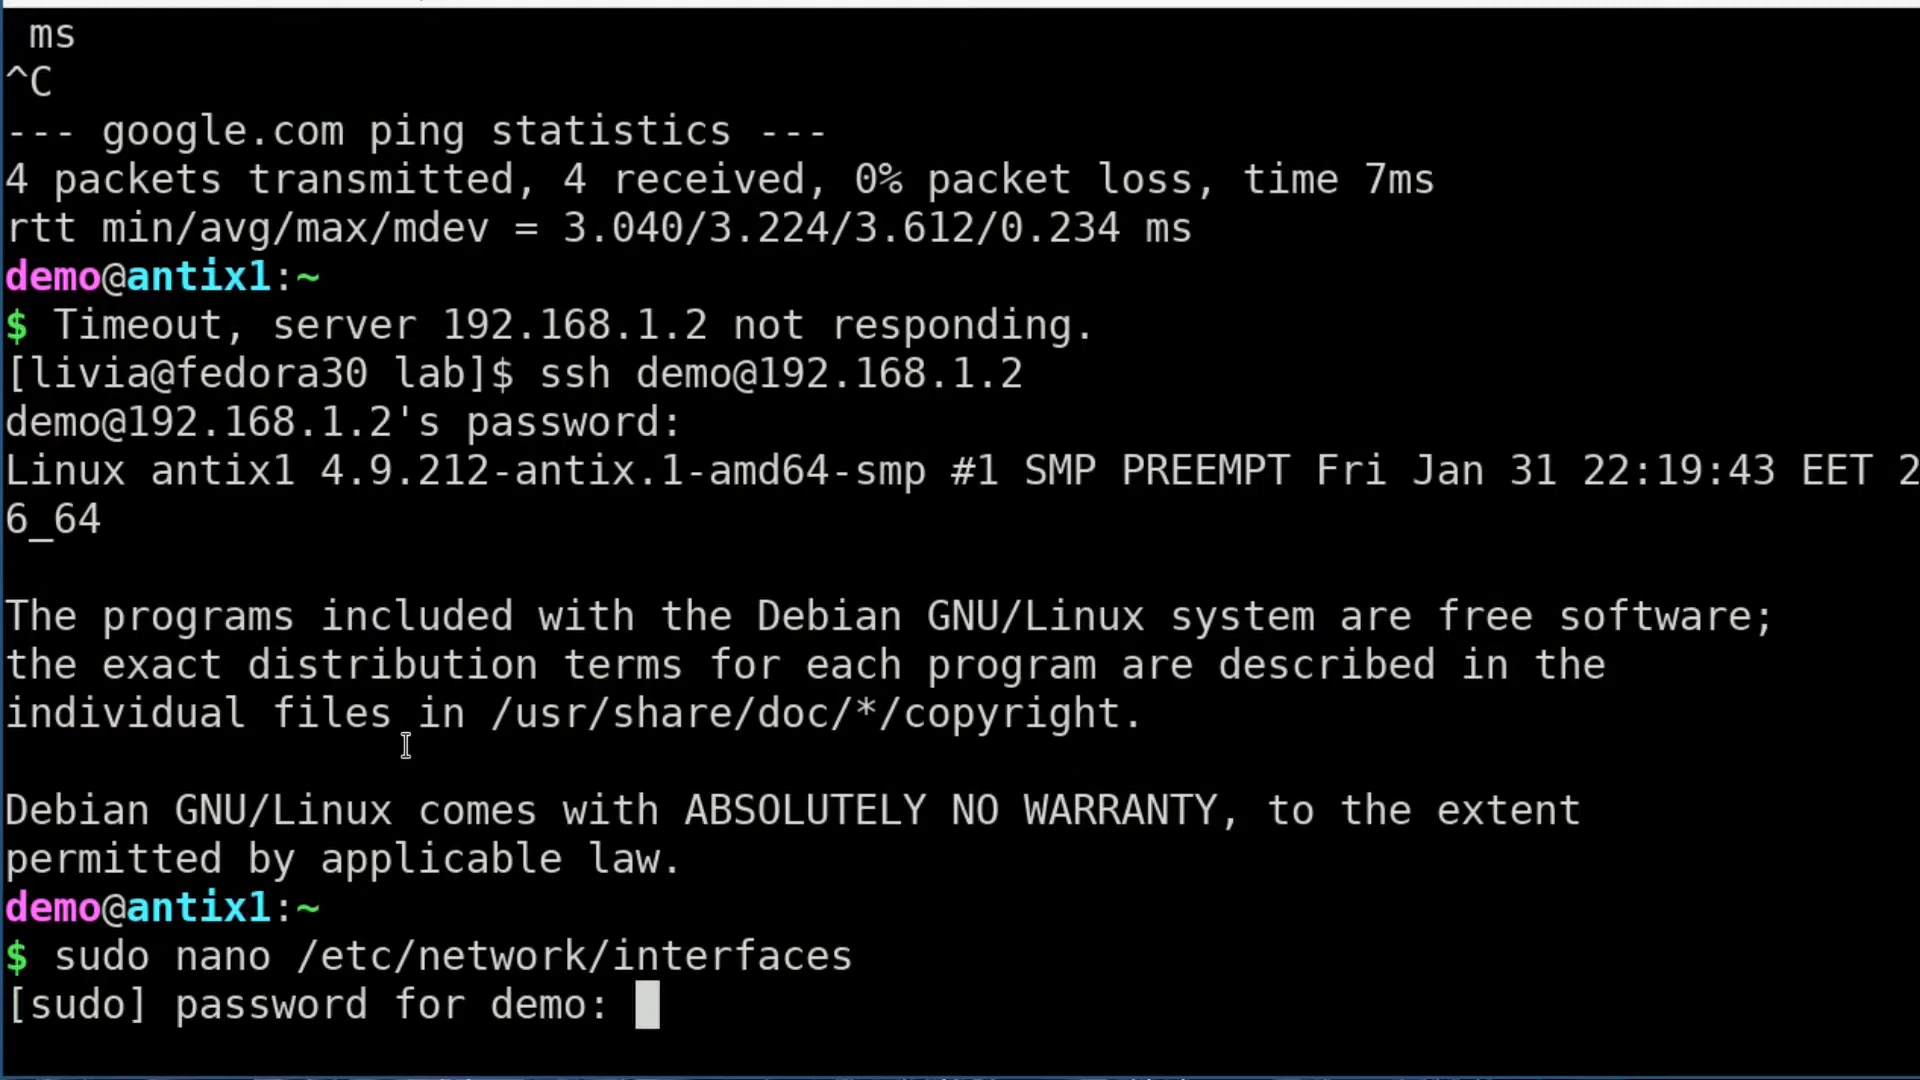 ms
^C
--- google.com ping statistics ---
4 packets transmitted, 4 received, 0% packet loss, time 7ms
rtt min/avg/max/mdev = 3.040/3.224/3.612/0.234 ms
demo@antix1:~
$ Timeout, server 192.168.1.2 not responding.
[livia@fedora30 lab]$ ssh demo@192.168.1.2
demo@192.168.1.2's password:
Linux antix1 4.9.212-antix.1-amd64-smp #1 SMP PREEMPT Fri Jan 31 22:19:43 EET 2
6_64
The programs included with the Debian GNU/Linux system are free software;
the exact distribution terms for each program are described in the
individual files in /usr/share/doc/*/copyright.
Debian GNU/Linux comes with ABSOLUTELY NO WARRANTY, to the extent
permitted by applicable law.
demo@antix1:~
$ sudo nano /etc/network/interfaces
[sudo] password for demo: